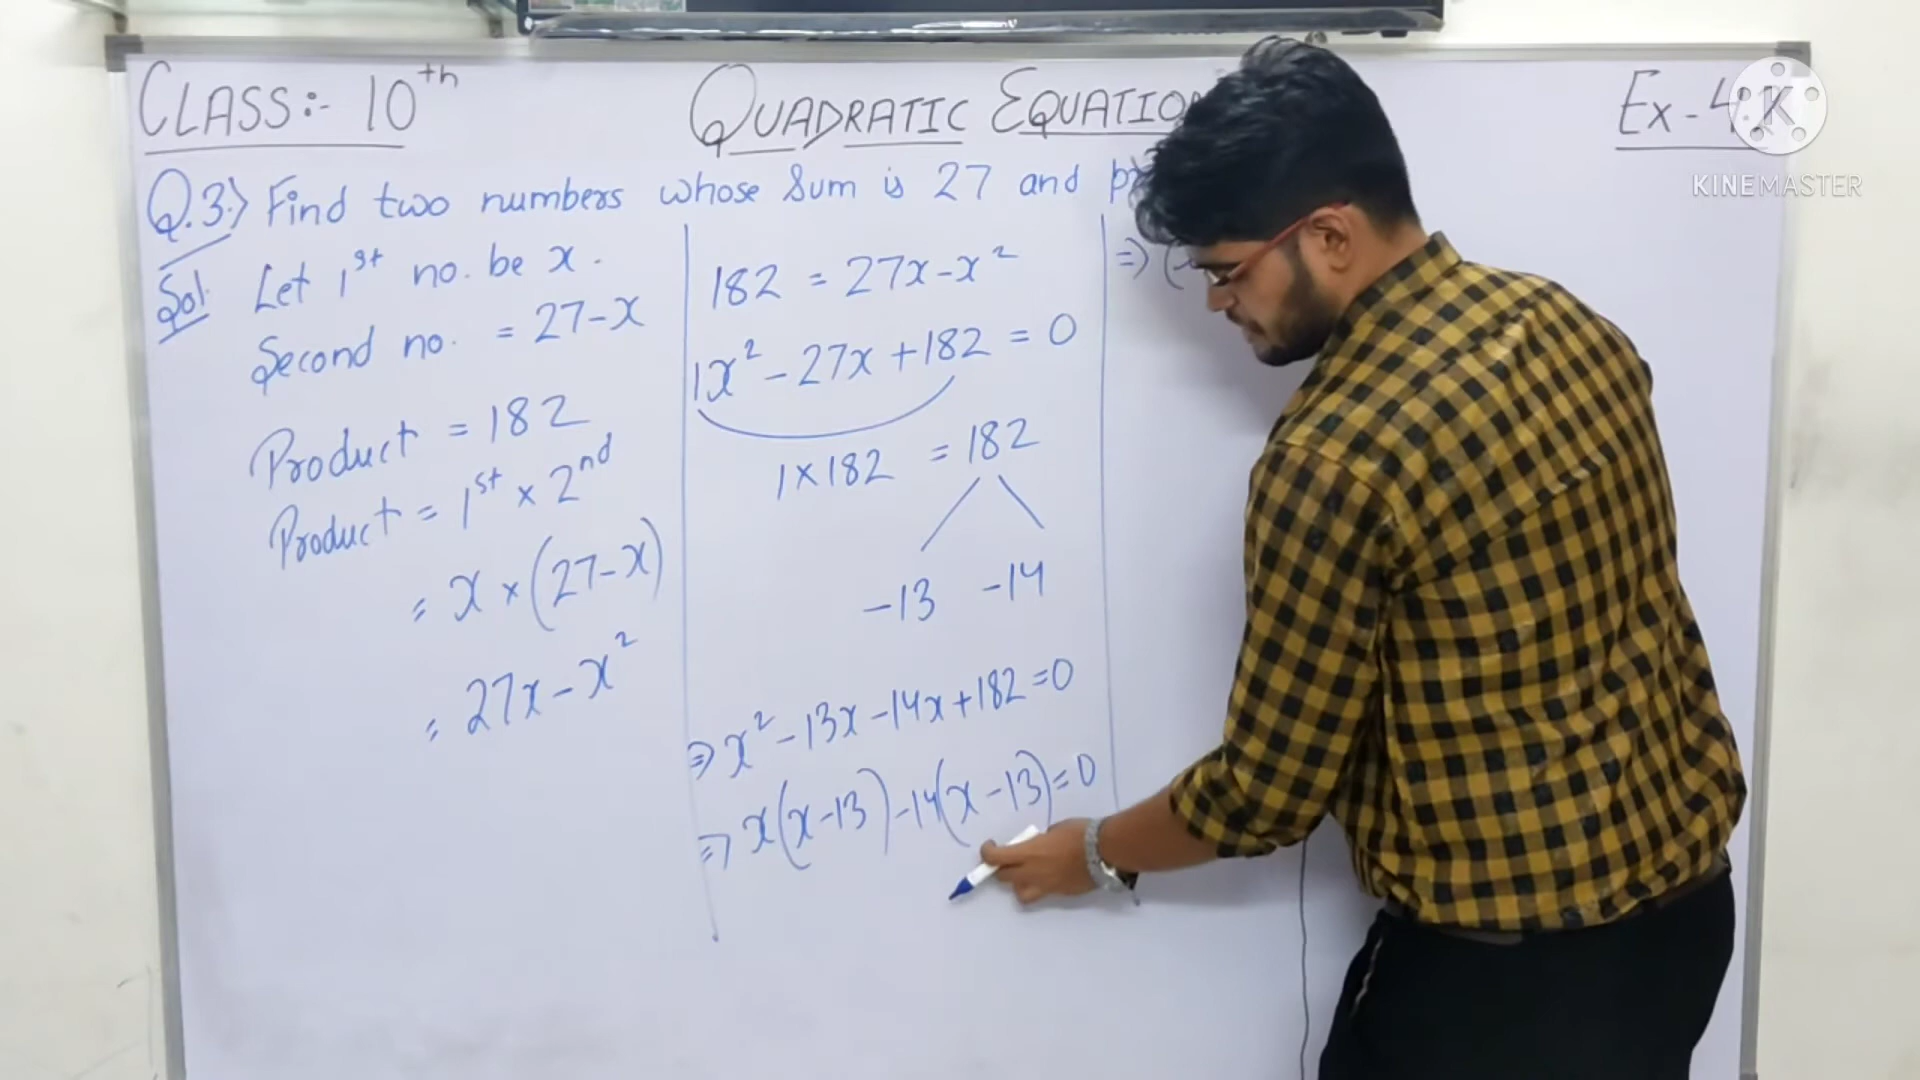 CLASS:- 10th
QUADRATIC EQUATION
Ex - 4.
K
KINEMASTER
Q.3.) Find two numbers whose sum is 27 and
Sol. Let 1st no. be x.
Second no. = 27-x
Product = 182
Product = 1st × 2nd
= x × (27-x)
= 27x - x²
182 = 27x - x²
1x² - 27x + 182 = 0
1 × 182 = 182
-13 -14
⇒ x² - 13x - 14x + 182 = 0
⇒ x(x-13) - 14(x-13) = 0
⇒ (